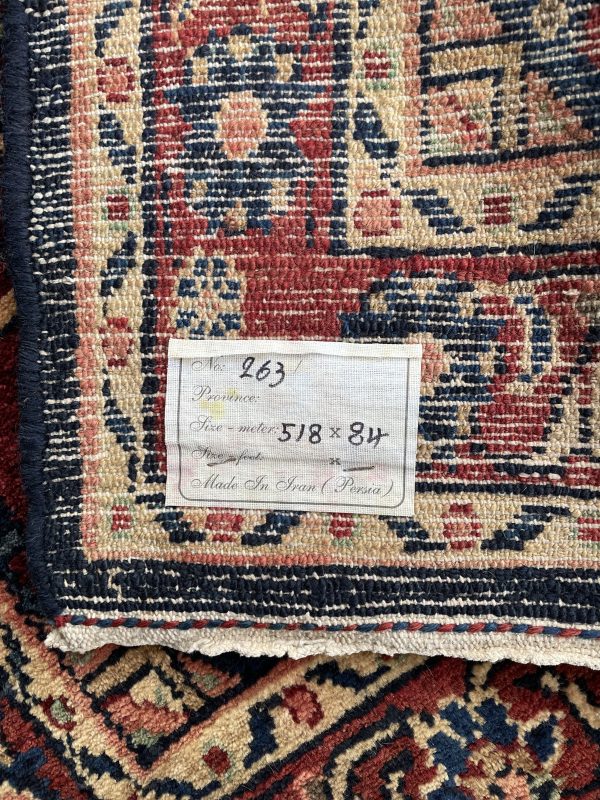 No: 263
Province:
Size - meter: 518 x 84
Size - feet: x
Made In Iran (Persia)